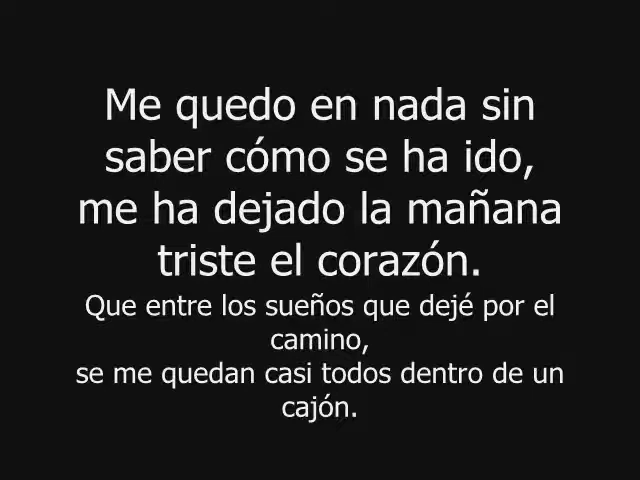 Me quedo en nada sin
saber cómo se ha ido,
me ha dejado la mañana
triste el corazón.
Que entre los sueños que dejé por el
camino,
se me quedan casi todos dentro de un
cajón.